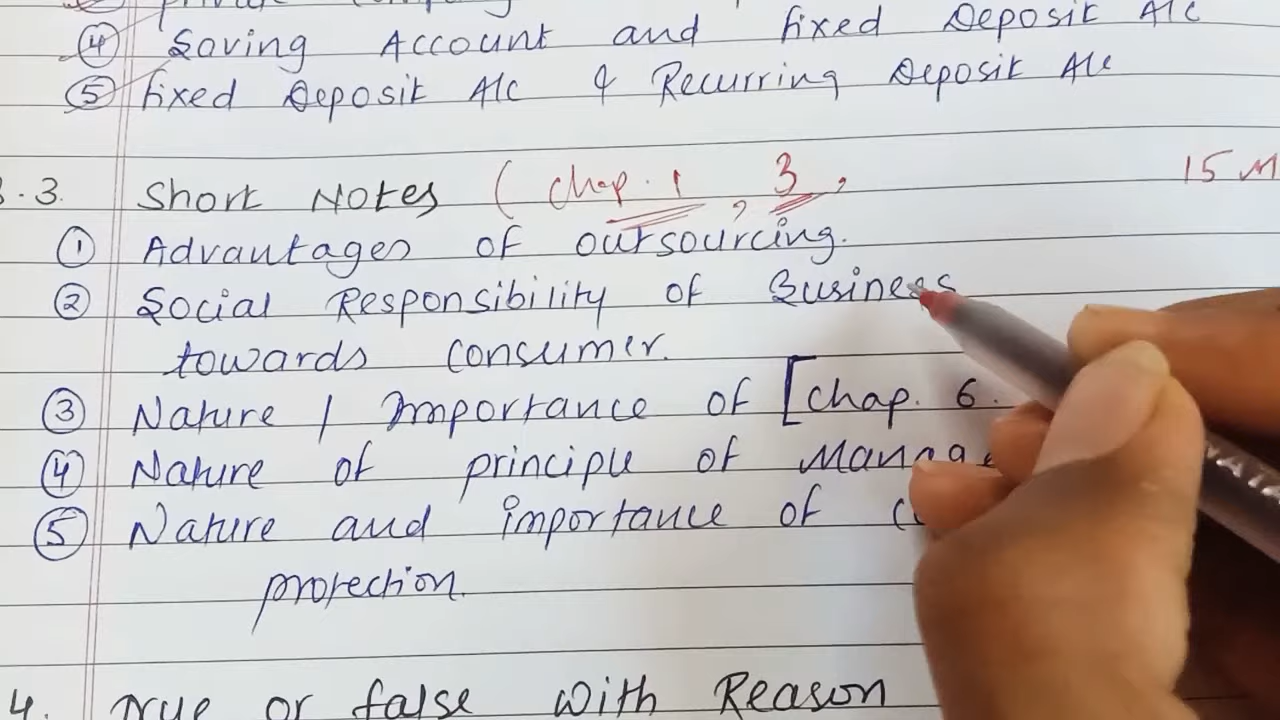 ④ Saving Account and fixed Deposit A/c
⑤ fixed Deposit A/c & Recurring Deposit A/c
.3. Short Notes ( Chap. 1, 3, 15 M
① Advantages of outsourcing.
② Social Responsibility of Business
towards consumer.
③ Nature / Importance of [Chap. 6.
④ Nature of principle of Manag
⑤ Nature and importance of
protection.
4. True or false with Reason